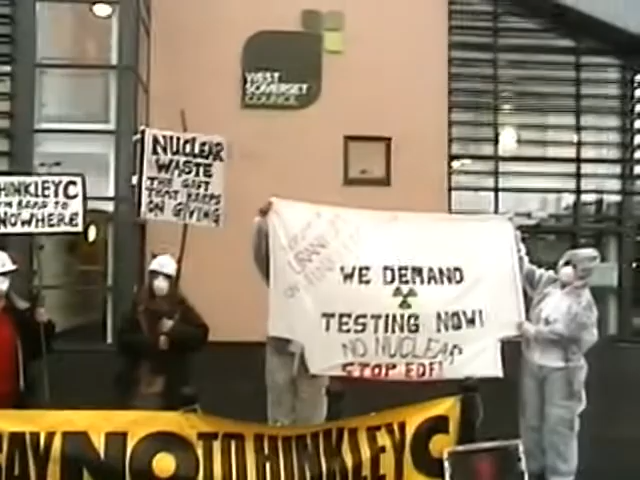 WEST
SOMERSET
COUNCIL
NUCLEAR
WASTE
THE GIFT
THAT KEEPS
ON GIVING
HINKLEY C
ROAD TO
NOWHERE
WE DEMAND
TESTING NOW!
NO NUCLEAR
STOP EDF!
SAY NO TO HINKLEY C